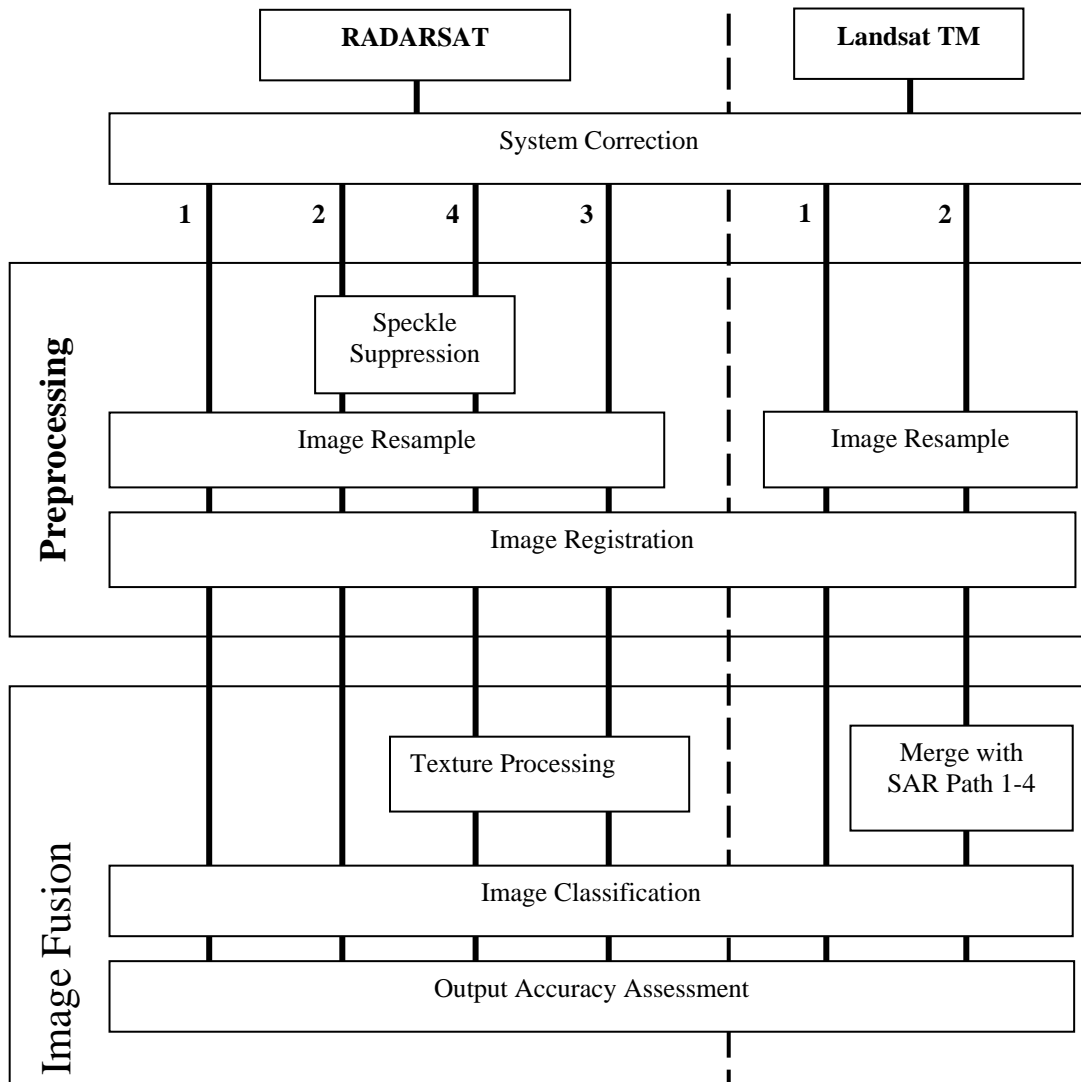 RADARSAT
Landsat TM
System Correction
1
2
4
3
1
2
Preprocessing
Speckle
Suppression
Image Resample
Image Resample
Image Registration
Image Fusion
Texture Processing
Merge with
SAR Path 1-4
Image Classification
Output Accuracy Assessment